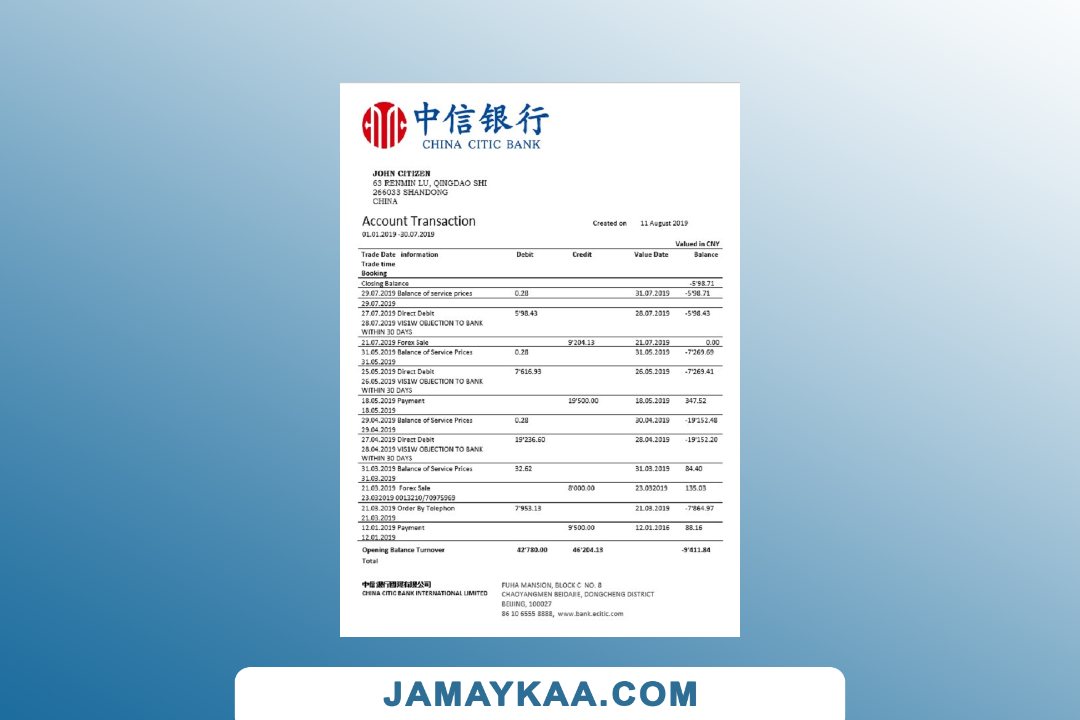 中信银行
CHINA CITIC BANK
JOHN CITIZEN
63 RENMIN LU, QINGDAO SHI
266033 SHANDONG
CHINA
Account Transaction Created on 11 August 2019
01.01.2019 -30.07.2019
Valued in CNY
Trade Date information Debit Credit Value Date Balance
Trade time
Booking
Closing Balance -5'98.71
29.07.2019 Balance of service prices 0.28 31.07.2019 -5'98.71
29.07.2019
27.07.2019 Direct Debit 5'98.43 28.07.2019 -5'98.43
28.07.2019 VIS1W OBJECTION TO BANK
WITHIN 30 DAYS
21.07.2019 Forex Sale 9'204.13 21.07.2019 0.00
31.05.2019 Balance of Service Prices 0.28 31.05.2019 -7'269.69
31.05.2019
25.05.2019 Direct Debit 7'616.93 26.05.2019 -7'269.41
26.05.2019 VIS1W OBJECTION TO BANK
WITHIN 30 DAYS
18.05.2019 Payment 19'500.00 18.05.2019 347.52
18.05.2019
29.04.2019 Balance of Service Prices 0.28 30.04.2019 -19'152.48
29.04.2019
27.04.2019 Direct Debit 19'236.60 28.04.2019 -19'152.20
28.04.2019 VIS1W OBJECTION TO BANK
WITHIN 30 DAYS
31.03.2019 Balance of Service Prices 32.62 31.03.2019 84.40
31.03.2019
21.03.2019 Forex Sale 8'000.00 23.032019 135.03
23.032019 0013210/70975969
21.03.2019 Order By Telephon 7'953.13 21.03.2019 -7'864.97
21.03.2019
12.01.2019 Payment 9'500.00 12.01.2016 88.16
12.01.2019
Opening Balance Turnover 42'780.00 46'204.13 -9'411.84
Total
CHINA CITIC BANK INTERNATIONAL LIMITED
FUHA MANSION, BLOCK C. NO. 8
CHAOYANGMEN BEIDAJIE, DONGCHENG DISTRICT
BEIJING, 100027
86 10 6555 8888, www.bank.ecitic.com
JAMAYKAA.COM